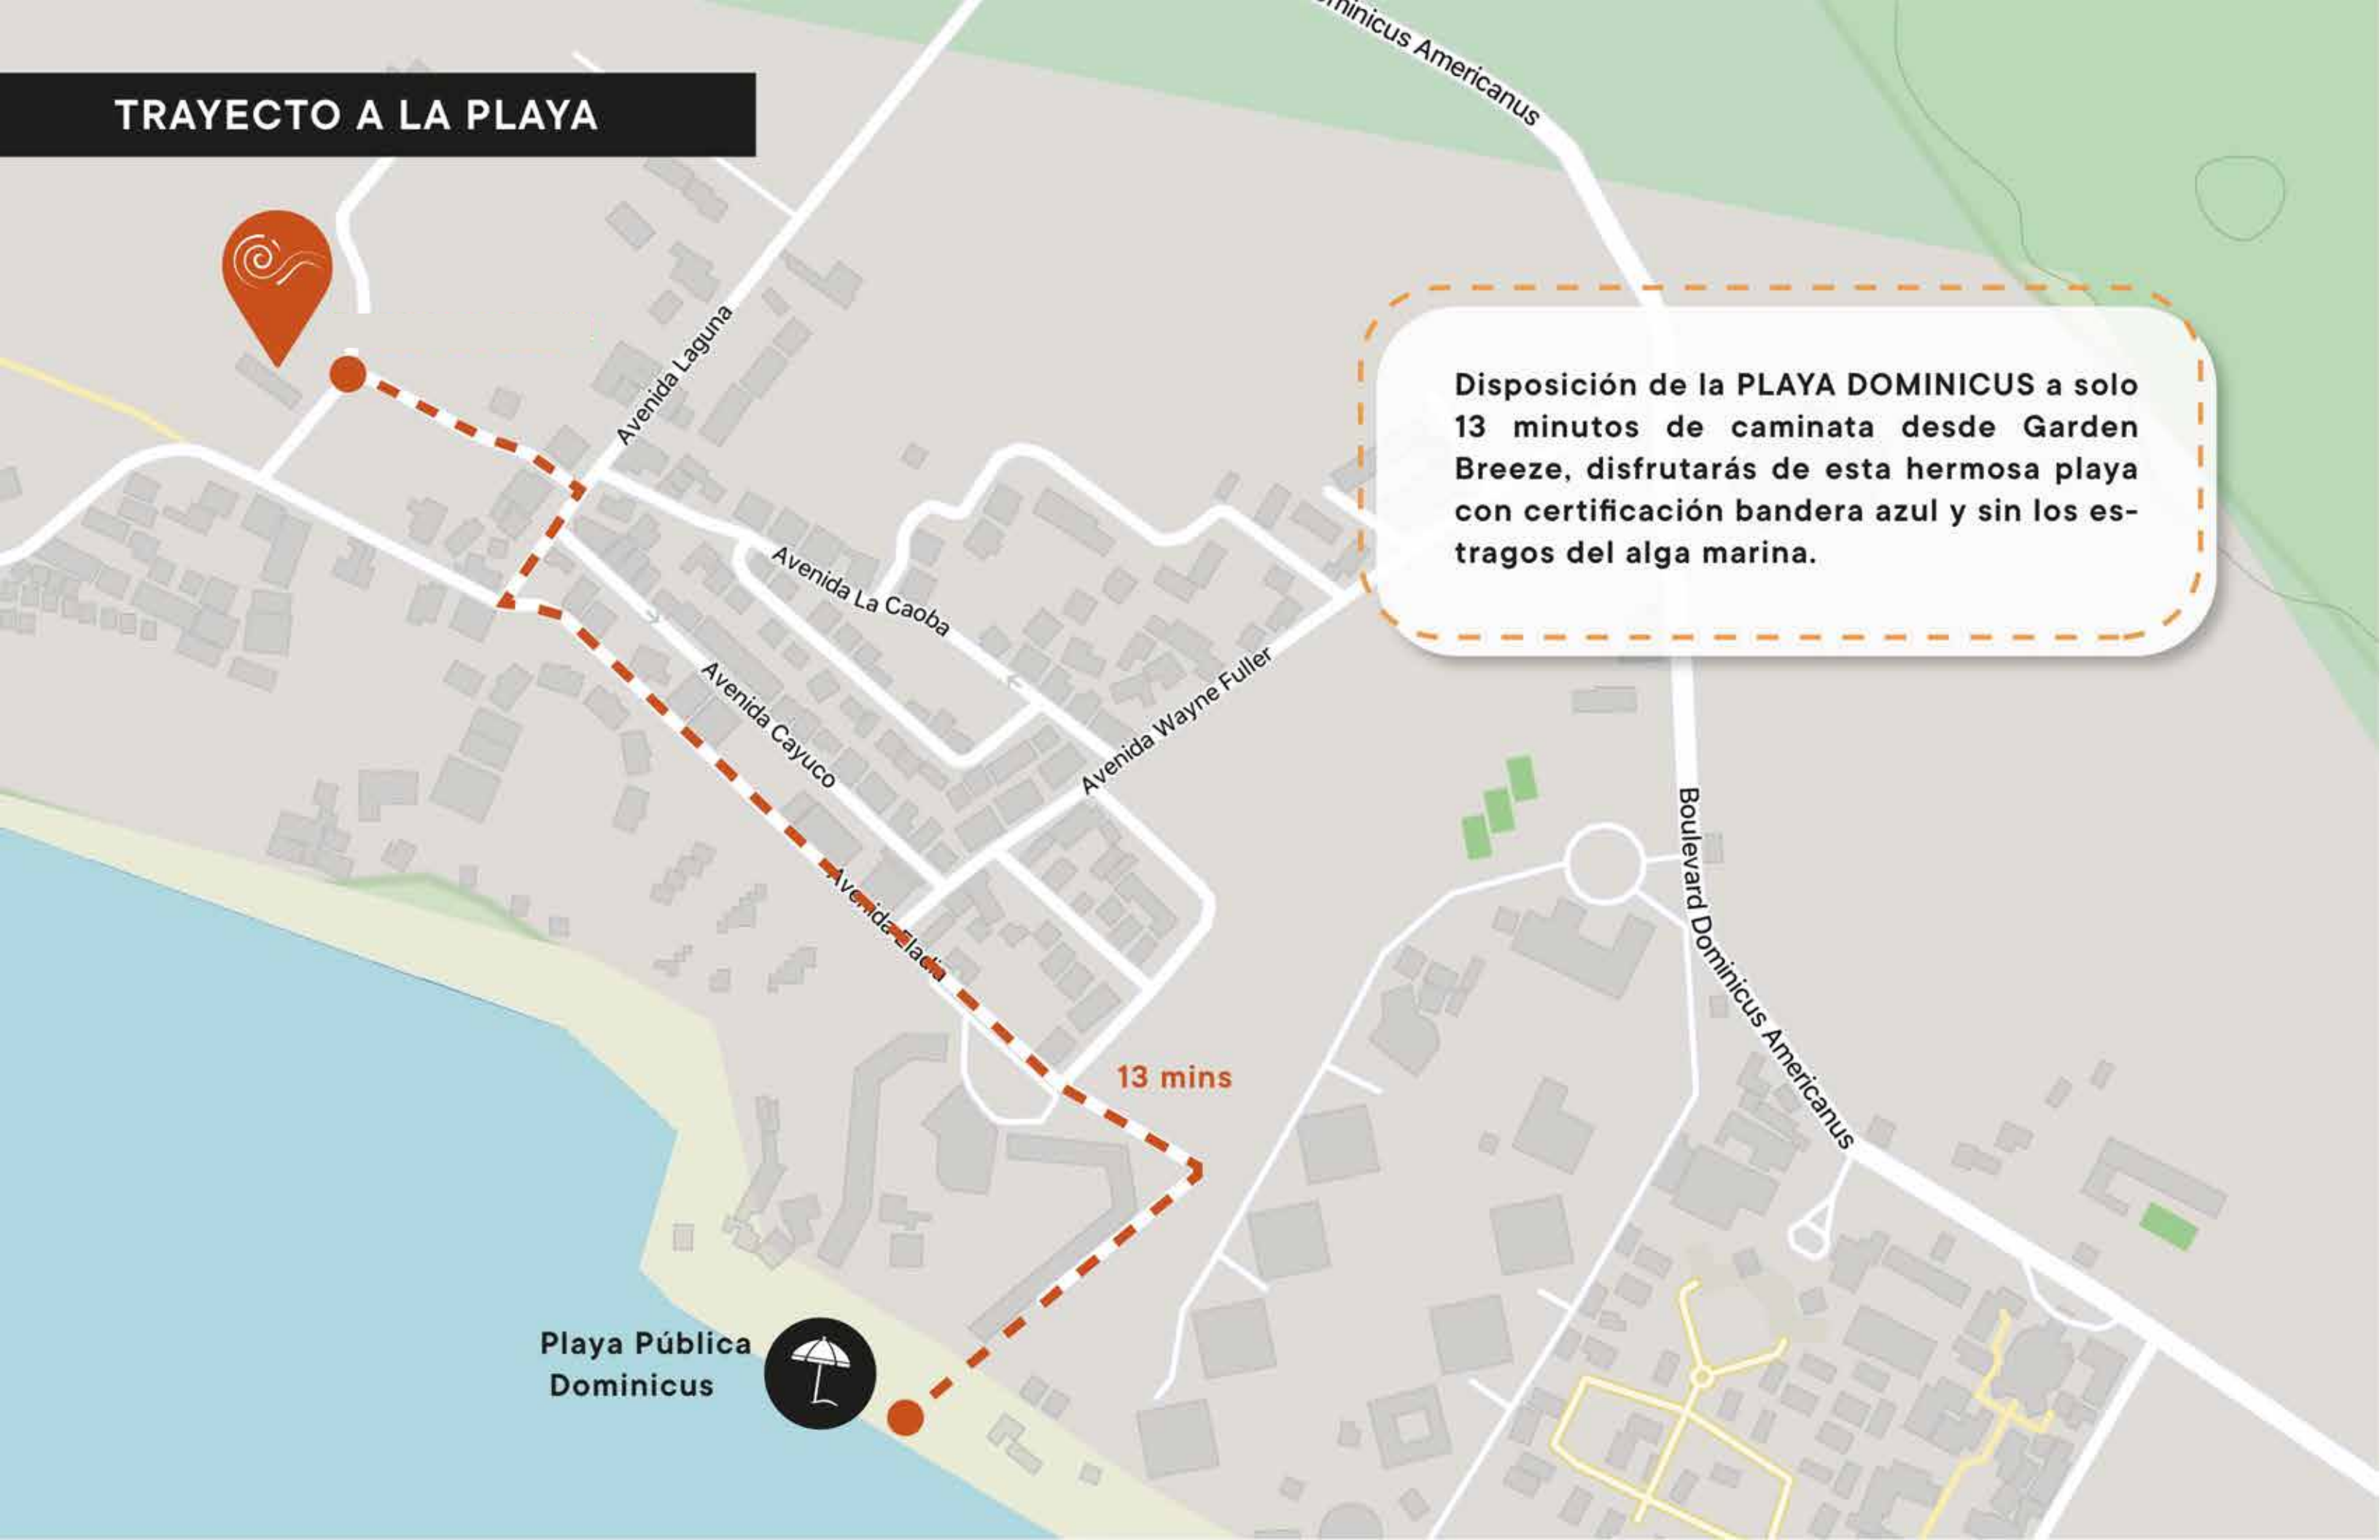 minicus Americanus
TRAYECTO A LA PLAYA
Avenida Laguna
Disposición de la PLAYA DOMINICUS a solo
13 minutos de caminata desde Garden
Breeze, disfrutarás de esta hermosa playa
con certificación bandera azul y sin los es-
tragos del alga marina.
Avenida La Caoba
Avenida Wayne Fuller
Avenida Cayuco
Boulevard Dominicus Americanus
Avenida Eladia
13 mins
Playa Pública
Dominicus